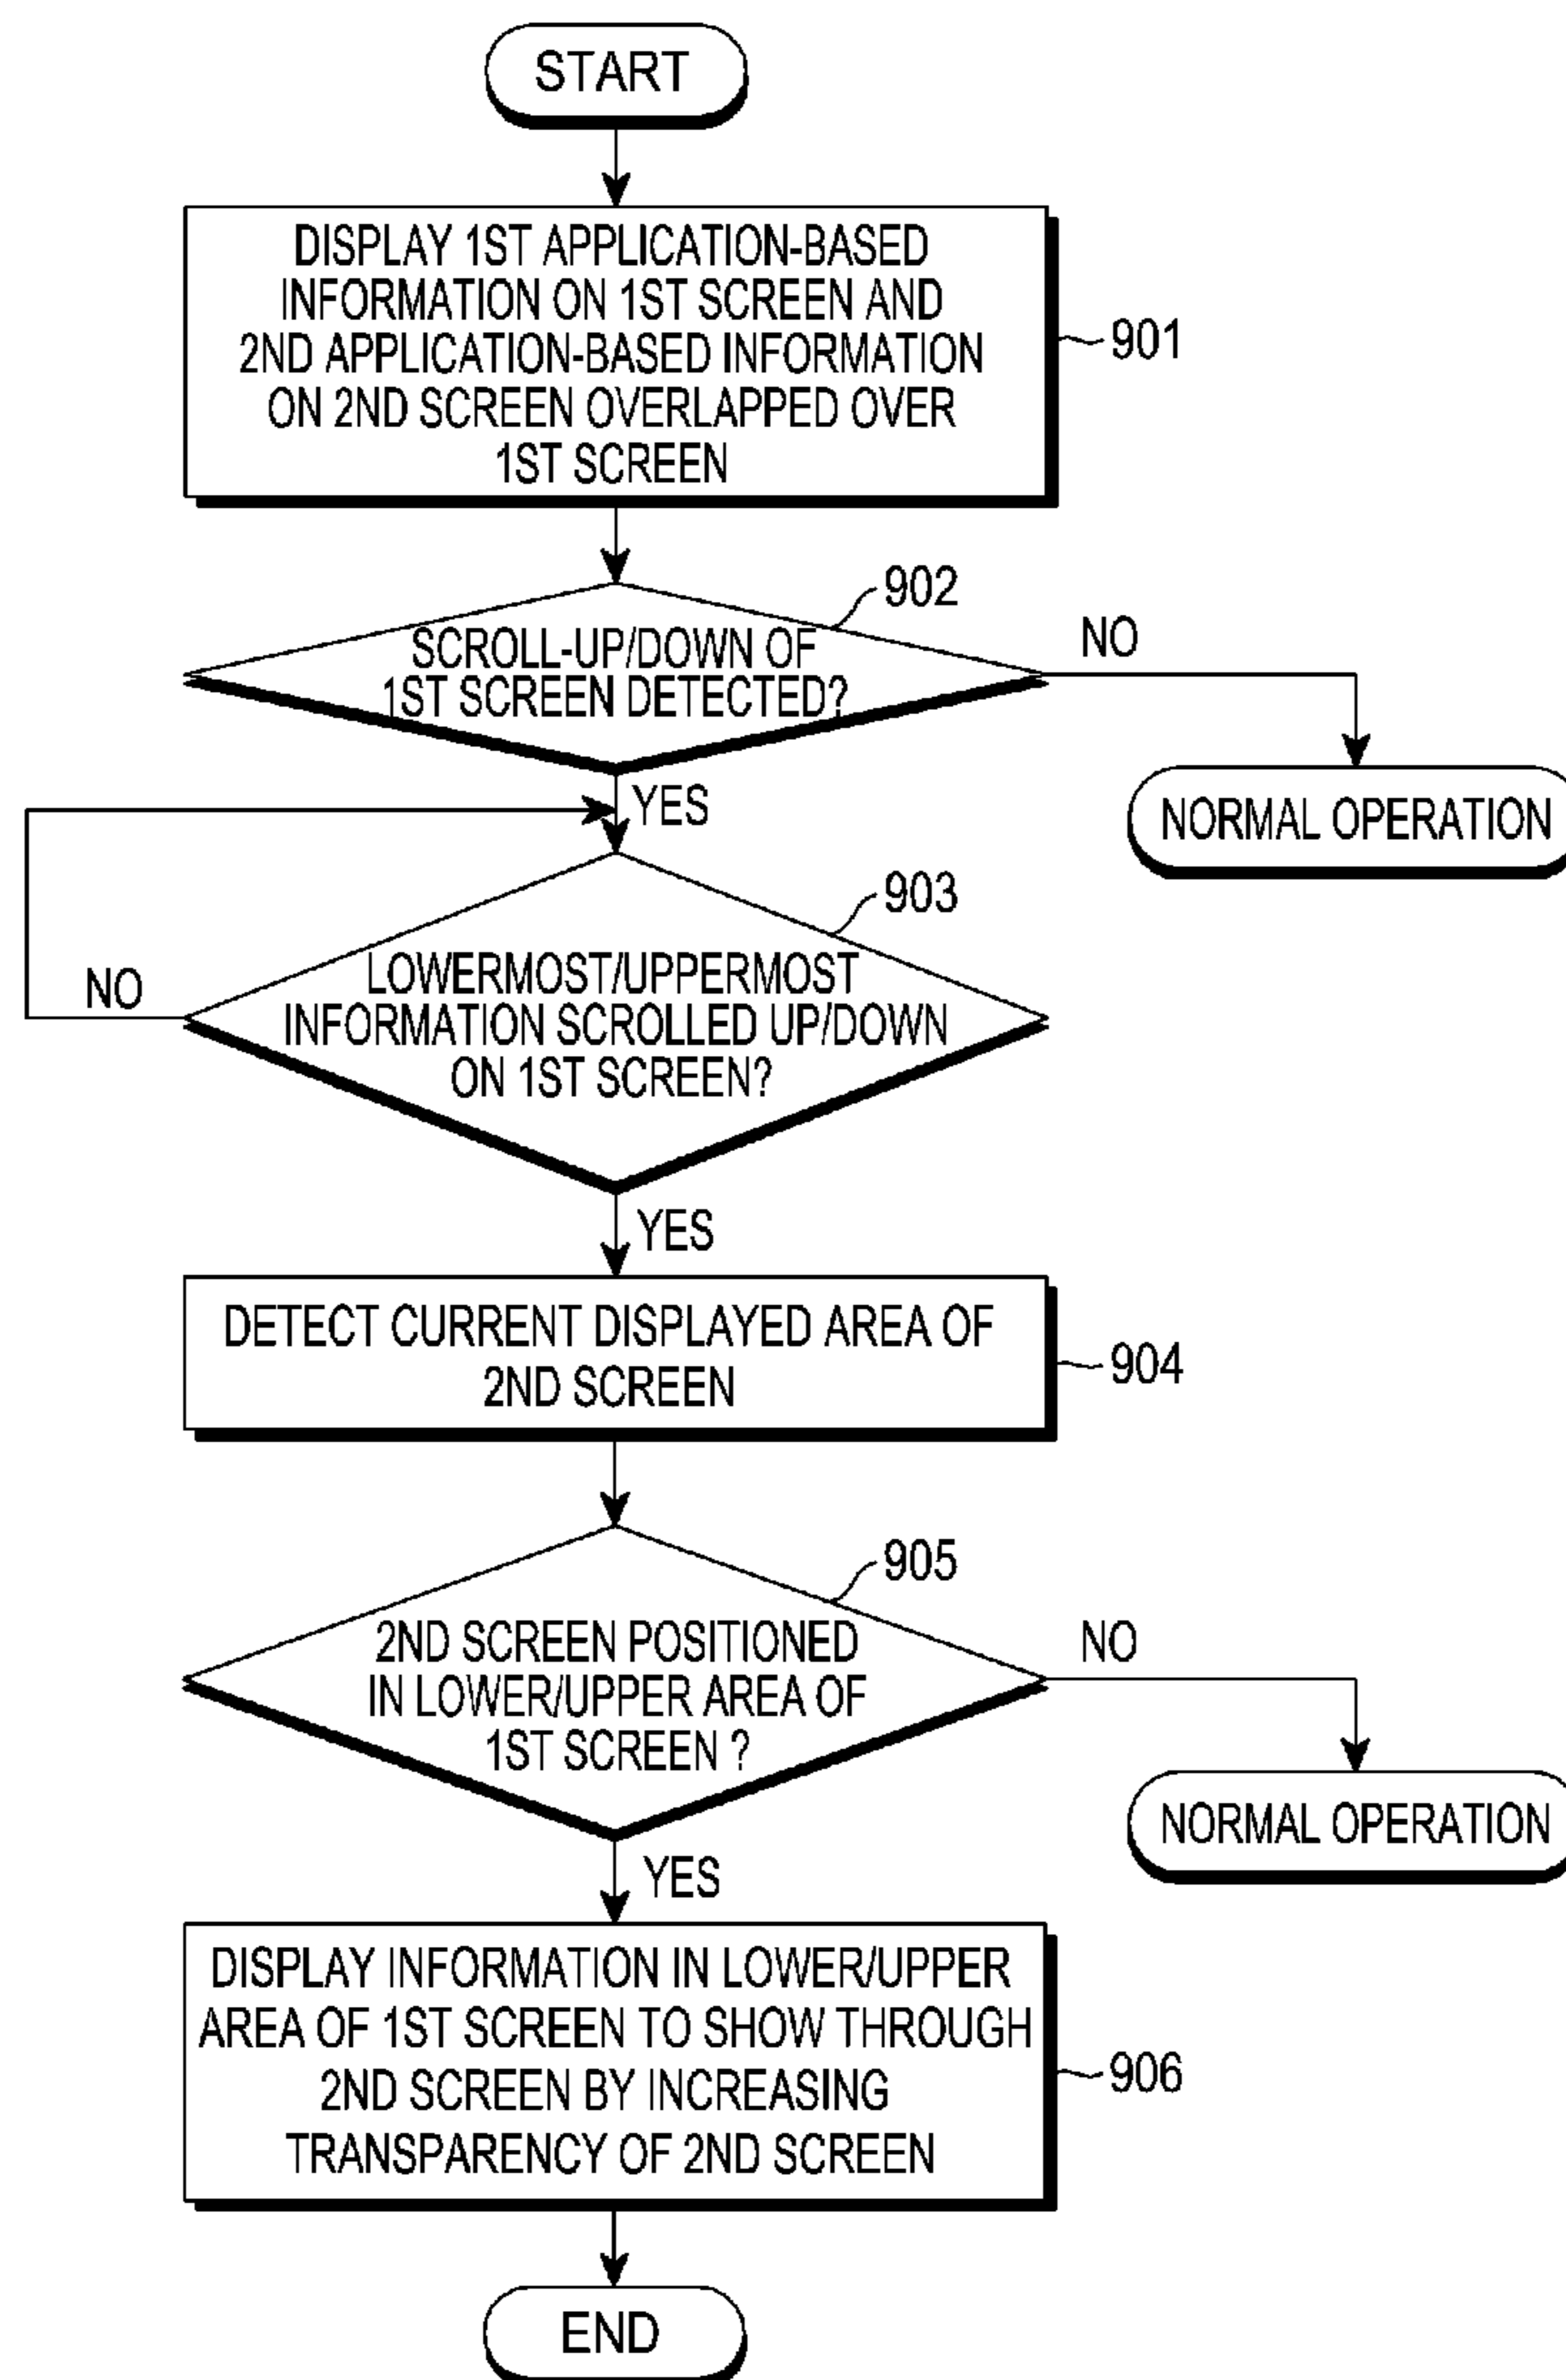 START
DISPLAY 1ST APPLICATION-BASED
INFORMATION ON 1ST SCREEN AND
2ND APPLICATION-BASED INFORMATION
ON 2ND SCREEN OVERLAPPED OVER
1ST SCREEN
901
902
SCROLL-UP/DOWN OF
1ST SCREEN DETECTED?
NO
NORMAL OPERATION
YES
903
LOWERMOST/UPPERMOST
INFORMATION SCROLLED UP/DOWN
ON 1ST SCREEN?
NO
YES
DETECT CURRENT DISPLAYED AREA OF
2ND SCREEN
904
905
2ND SCREEN POSITIONED
IN LOWER/UPPER AREA OF
1ST SCREEN ?
NO
NORMAL OPERATION
YES
DISPLAY INFORMATION IN LOWER/UPPER
AREA OF 1ST SCREEN TO SHOW THROUGH
2ND SCREEN BY INCREASING
TRANSPARENCY OF 2ND SCREEN
906
END